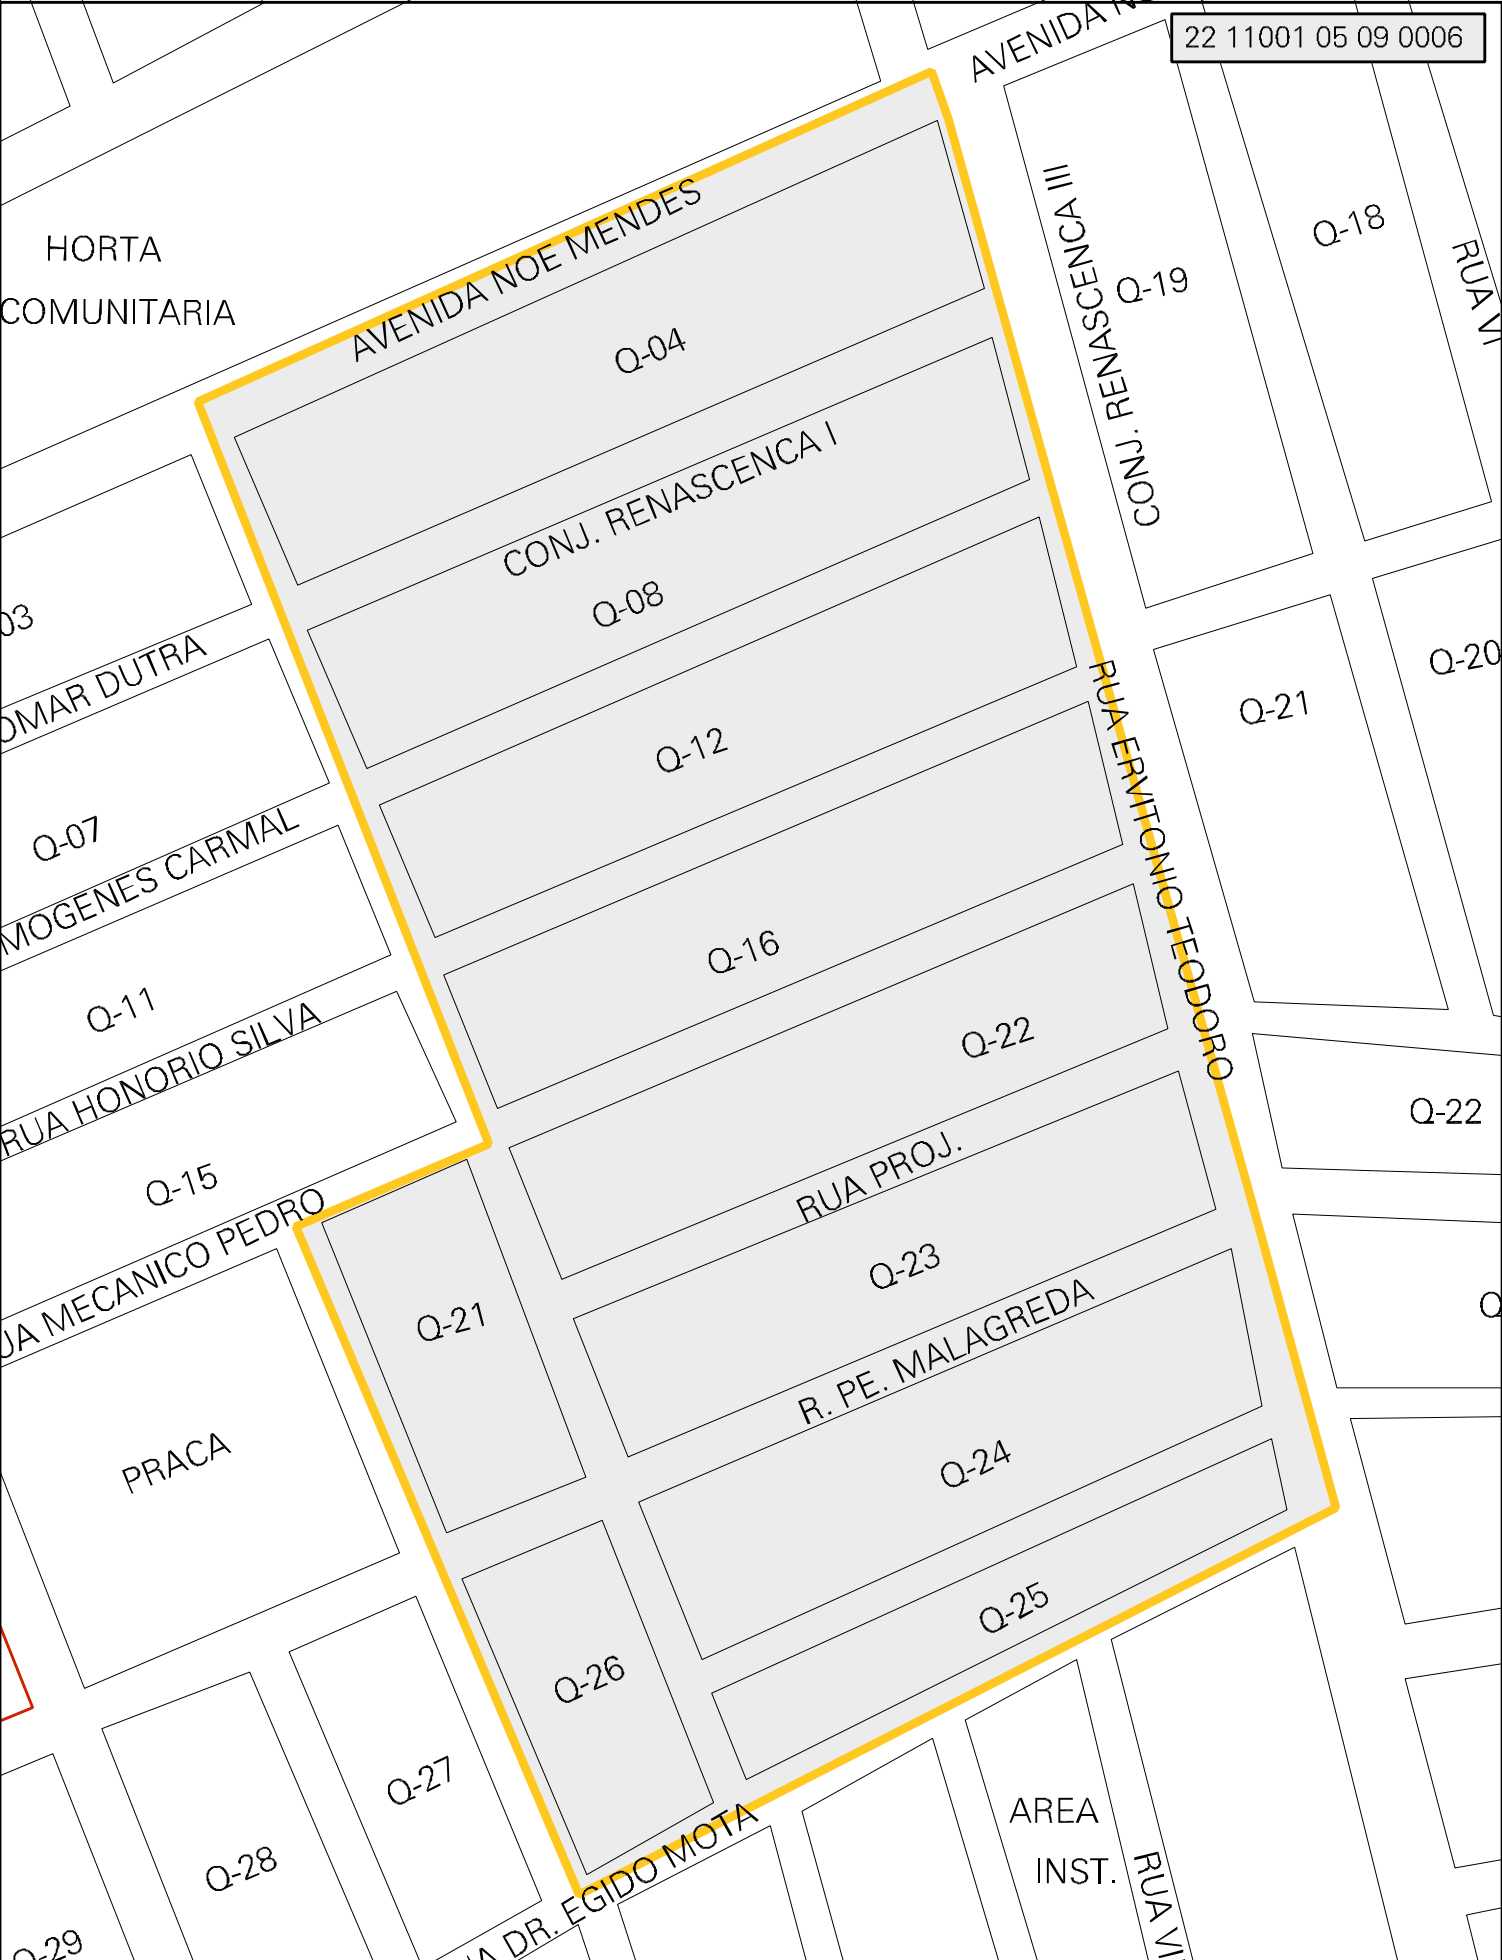 22 11001 05 09 0006
HORTA
COMUNITARIA
AVENIDA NOE MENDES
AVENIDA
CONJ. RENASCENCA III
Q-18
Q-19
RUA VI
Q-04
CONJ. RENASCENCA I
Q-08
03
OMAR DUTRA
Q-12
RUA ERVITONIO TEODORO
Q-21
Q-20
Q-07
MOGENES CARMAL
Q-16
Q-11
RUA HONORIO SILVA
Q-22
Q-22
Q-15
RUA PROJ.
UA MECANICO PEDRO
Q-23
Q-21
R. PE. MALAGREDA
Q
PRACA
Q-24
Q-25
Q-26
Q-27
Q-28
Q-29
UA DR. EGIDO MOTA
AREA
INST.
RUA VI